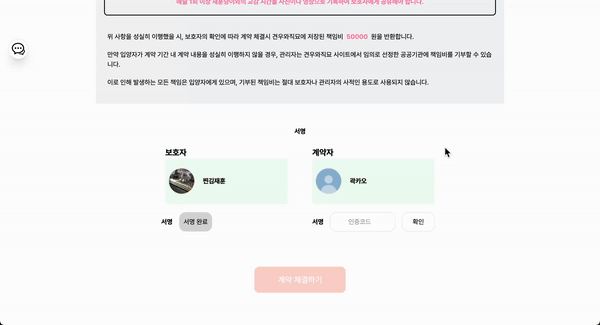 매월 1회 이상 재훈냥이와의 교감 시간을 사진이나 영상으로 기록하여 보호자에게 공유해야 합니다.
위 사항을 성실히 이행했을 시, 보호자의 확인에 따라 계약 체결시 견우와직묘에 저장된 책임비 50000 원을 반환합니다.
만약 입양자가 계약 기간 내 계약 내용을 성실히 이행하지 않을 경우, 관리자는 견우와직묘 사이트에서 임의로 선정한 공공기관에 책임비를 기부할 수 있습
니다.
이로 인해 발생하는 모든 책임은 입양자에게 있으며, 기부된 책임비는 절대 보호자나 관리자의 사적인 용도로 사용되지 않습니다.
서명
보호자
찐김재훈
서명 서명 완료
계약자
곽카오
서명 인증코드 확인
계약 체결하기